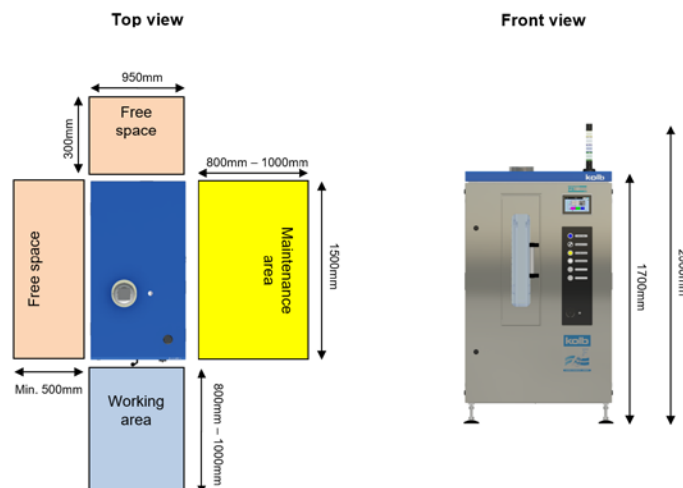 Top view
Front view
950mm
Free
space
300mm
800mm – 1000mm
kolb
Free space
Maintenance
area
1500mm
1700mm
kolb
Min. 500mm
Working
area
800mm –
1000mm